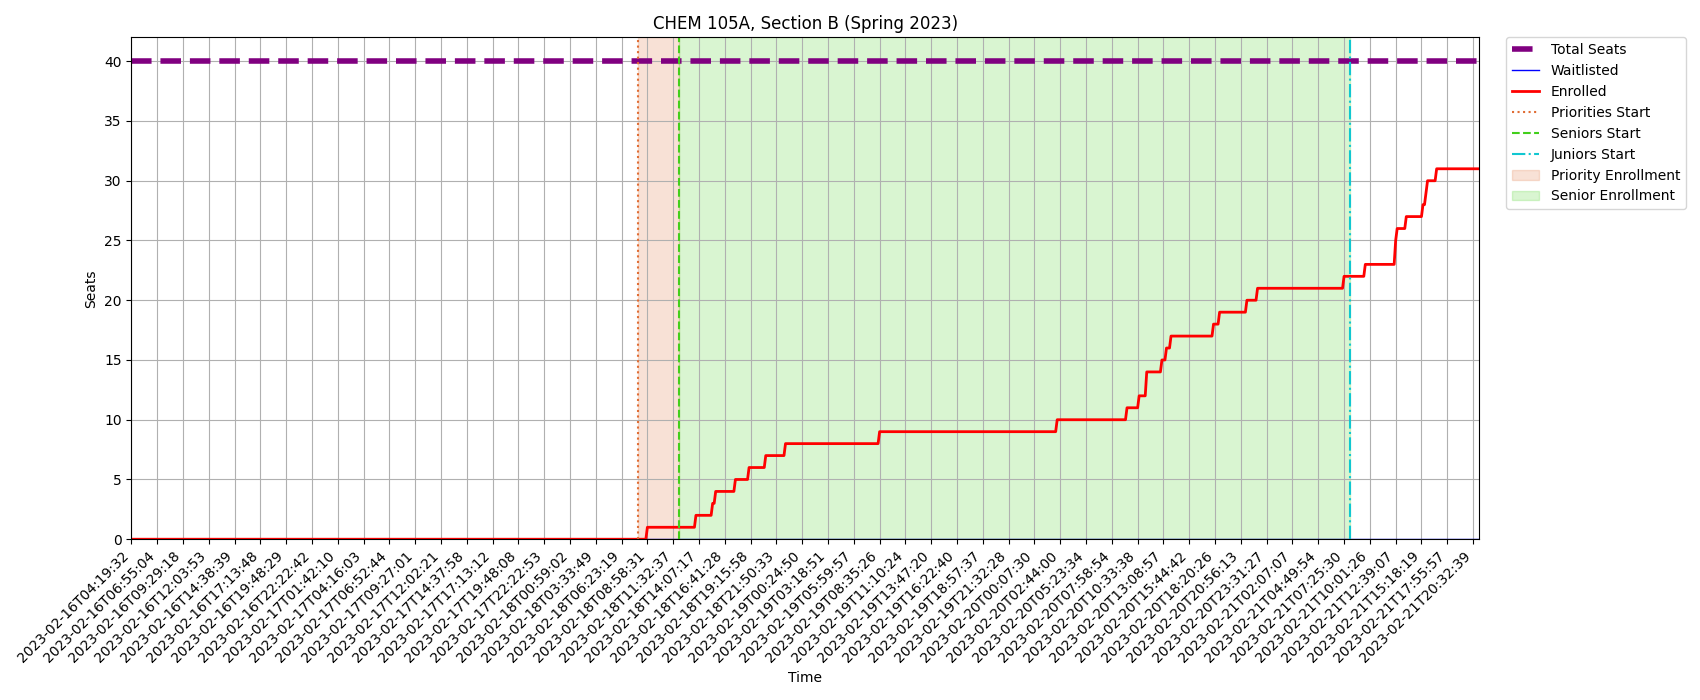 CHEM 105A, Section B (Spring 2023)
Total Seats
Waitlisted
Enrolled
Priorities Start
Seniors Start
Juniors Start
Priority Enrollment
Senior Enrollment
Seats
40
35
30
25
20
15
10
5
0
2023-02-16T04:19:32
2023-02-16T06:55:04
2023-02-16T09:29:18
2023-02-16T12:03:53
2023-02-16T14:38:39
2023-02-16T17:13:48
2023-02-16T19:48:29
2023-02-16T22:22:42
2023-02-17T01:42:10
2023-02-17T04:16:03
2023-02-17T06:52:44
2023-02-17T09:27:01
2023-02-17T12:02:21
2023-02-17T14:37:58
2023-02-17T17:13:12
2023-02-17T19:48:08
2023-02-17T22:22:53
2023-02-18T00:59:02
2023-02-18T03:33:49
2023-02-18T06:23:19
2023-02-18T08:58:31
2023-02-18T11:32:37
2023-02-18T14:07:17
2023-02-18T16:41:28
2023-02-18T19:15:58
2023-02-18T21:50:33
2023-02-19T00:24:50
2023-02-19T03:18:51
2023-02-19T05:59:57
2023-02-19T08:35:26
2023-02-19T11:10:24
2023-02-19T13:47:20
2023-02-19T16:22:40
2023-02-19T18:57:37
2023-02-19T21:32:28
2023-02-20T00:07:30
2023-02-20T02:44:00
2023-02-20T05:23:34
2023-02-20T07:58:54
2023-02-20T10:33:38
2023-02-20T13:08:57
2023-02-20T15:44:42
2023-02-20T18:20:26
2023-02-20T20:56:13
2023-02-20T23:31:27
2023-02-21T02:07:07
2023-02-21T04:49:54
2023-02-21T07:25:30
2023-02-21T10:01:26
2023-02-21T12:39:07
2023-02-21T15:18:19
2023-02-21T17:55:57
2023-02-21T20:32:39
Time